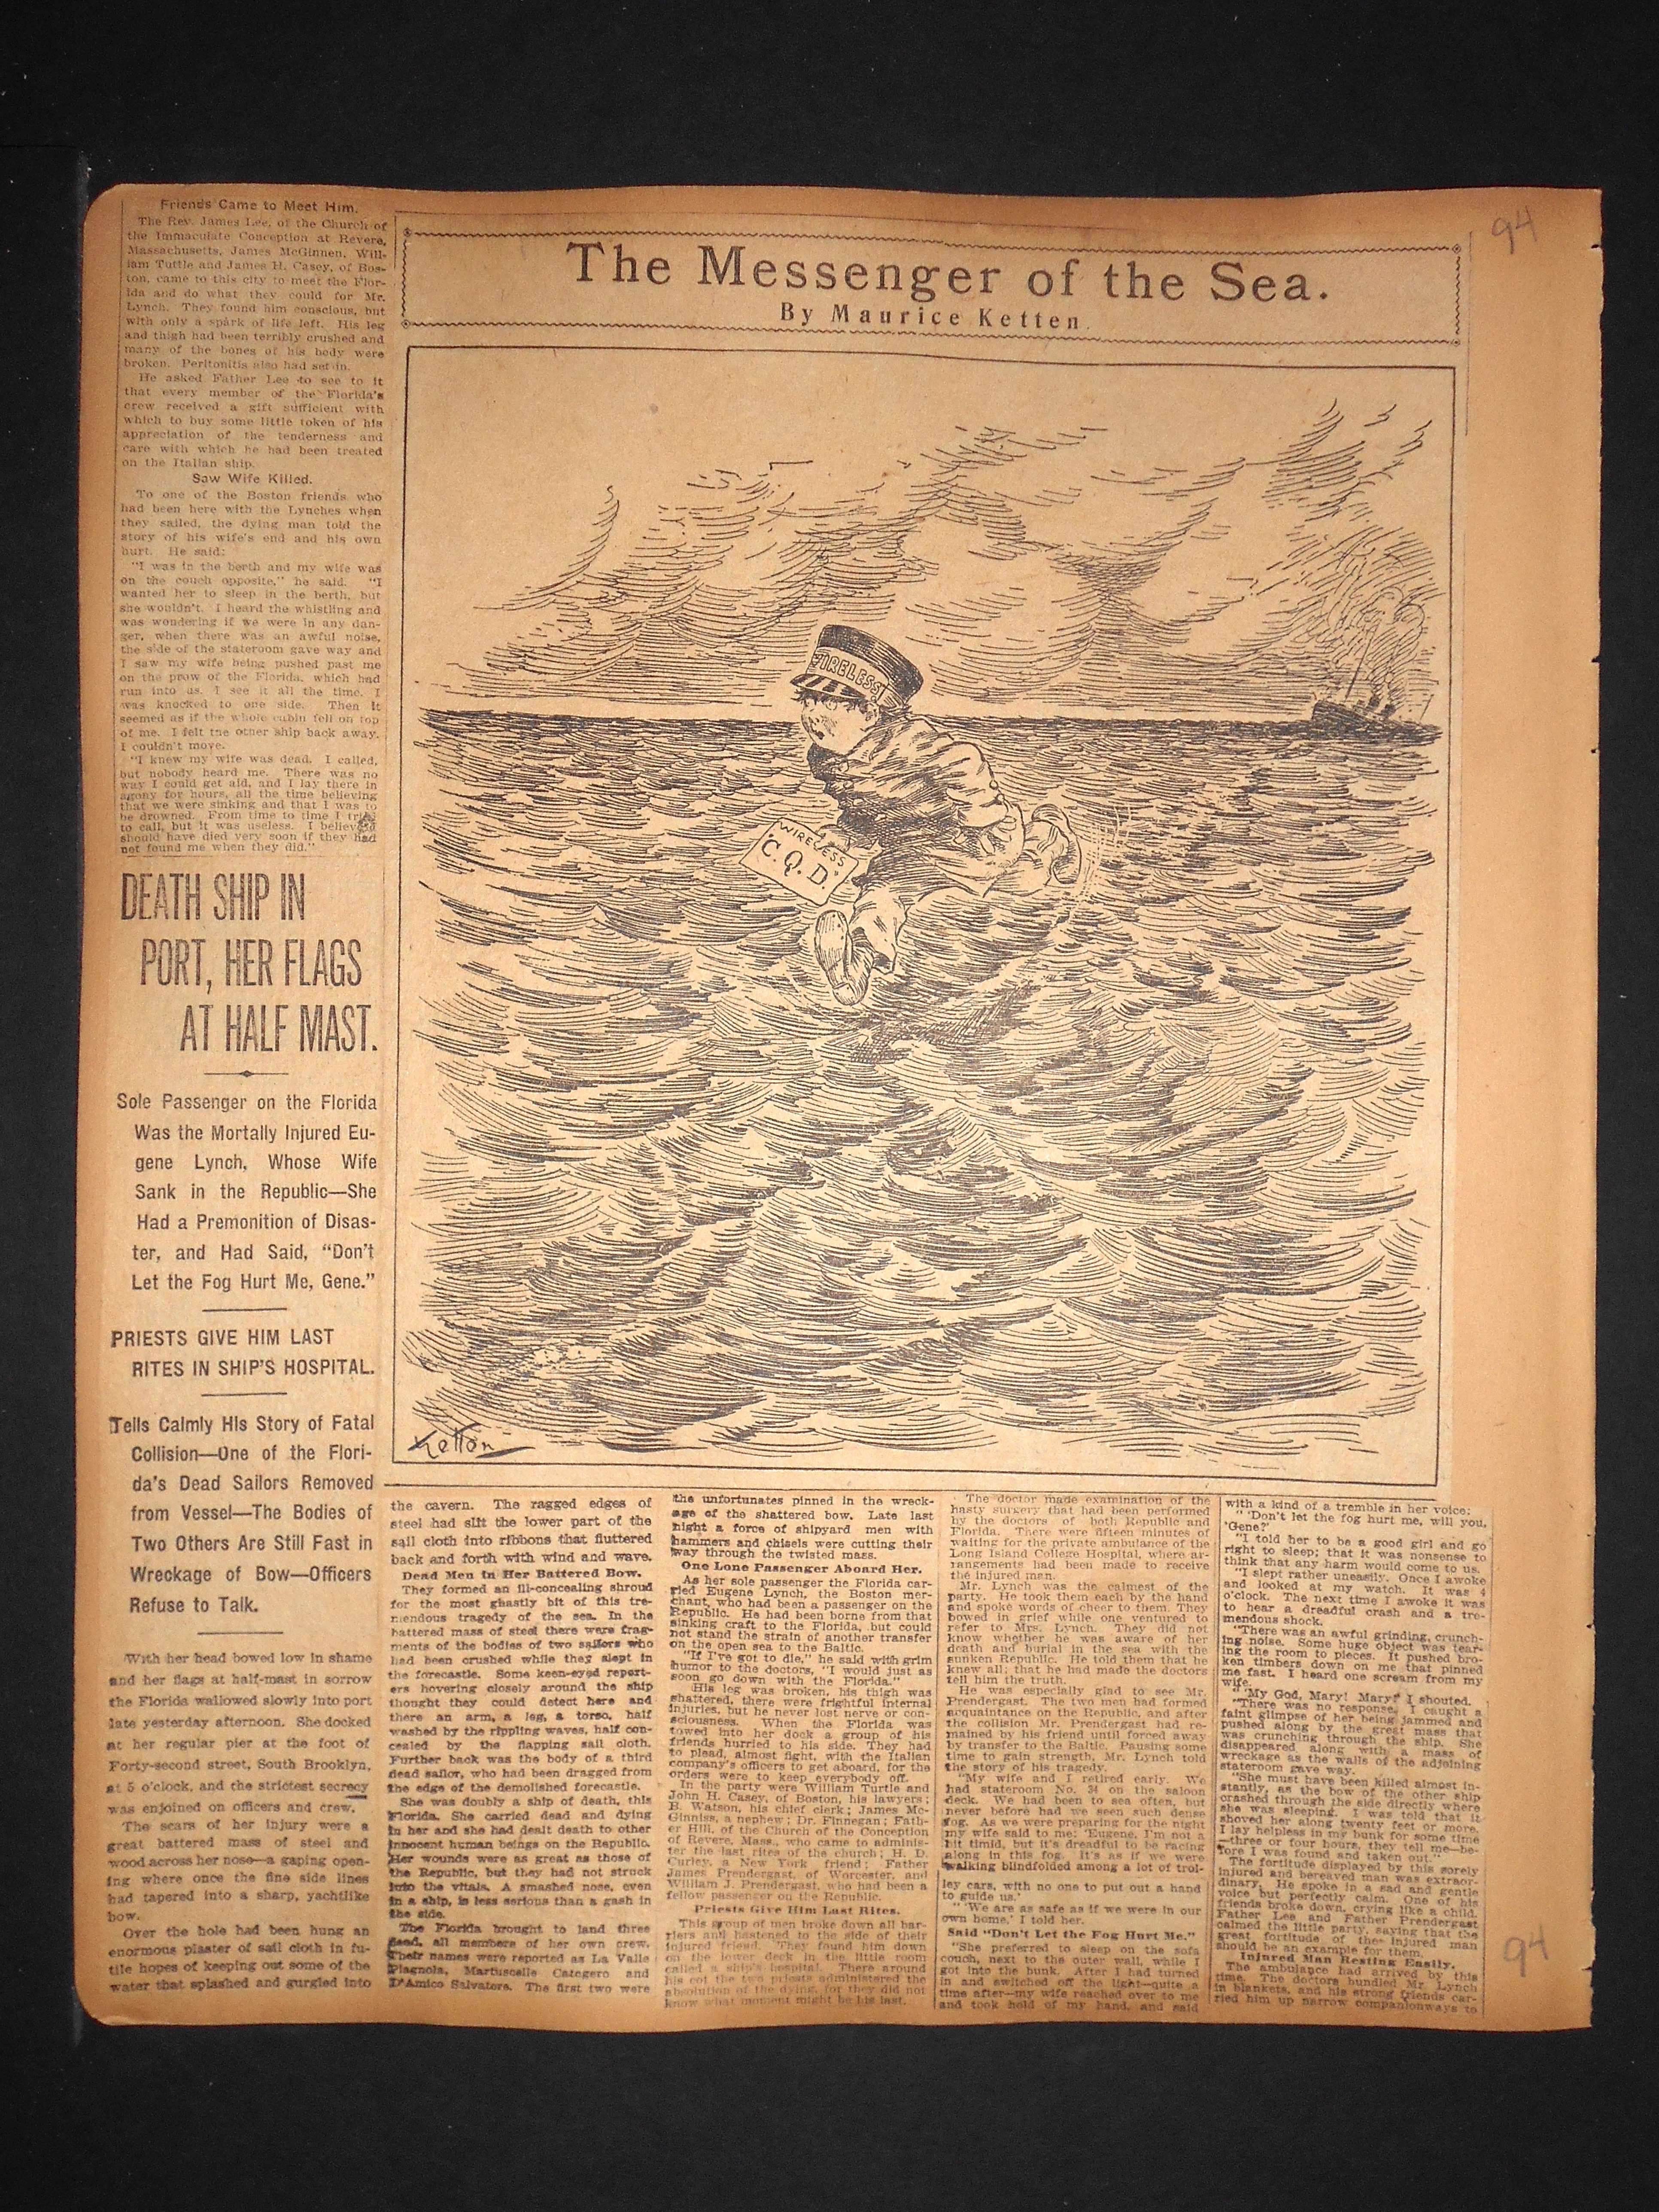 94
Friends Came to Meet Him.
The Rev. James Lee, of the Church of
the Immaculate Conception at Revere,
Massachusetts, James McGinnen, Will-
iam Tuttle and James H. Casey, of Bos-
ton, came to this city to meet the Flor-
ida and do what they could for Mr.
Lynch. They found him conscious, but
with only a spark of life left. His leg
and thigh had been terribly crushed and
many of the bones of his body were
broken. Peritonitis also had set in.
He asked Father Lee to see to it
that every member of the Florida's
crew received a gift sufficient with
which to buy some little token of his
appreciation of the tenderness and
care with which he had been treated
on the Italian ship.
Saw Wife Killed.
To one of the Boston friends who
had been here with the Lynches when
they sailed, the dying man told the
story of his wife's end and his own
hurt. He said:
"I was in the berth and my wife was
on the couch opposite," he said. "I
wanted her to sleep in the berth, but
she wouldn't. I heard the whistling and
was wondering if we were in any dan-
ger, when there was an awful noise,
the side of the stateroom gave way and
I saw my wife being pushed past me
on the prow of the Florida, which had
run into us. I see it all the time. I
was knocked to one side. Then it
seemed as if the whole cabin fell on top
of me. I felt the other ship back away.
I couldn't move.
"I knew my wife was dead. I called,
but nobody heard me. There was no
way I could get aid, and I lay there in
agony for hours, all the time believing
that we were sinking and that I was to
be drowned. From time to time I tried
to call, but it was useless. I believed
should have died very soon if they had
not found me when they did."
DEATH SHIP IN
PORT, HER FLAGS
AT HALF MAST.
Sole Passenger on the Florida
Was the Mortally Injured Eu-
gene Lynch, Whose Wife
Sank in the Republic—She
Had a Premonition of Disas-
ter, and Had Said, "Don't
Let the Fog Hurt Me, Gene."
PRIESTS GIVE HIM LAST
RITES IN SHIP'S HOSPITAL.
Tells Calmly His Story of Fatal
Collision—One of the Flori-
da's Dead Sailors Removed
from Vessel—The Bodies of
Two Others Are Still Fast in
Wreckage of Bow—Officers
Refuse to Talk.
With her head bowed low in shame
and her flags at half-mast in sorrow
the Florida wallowed slowly into port
late yesterday afternoon. She docked
at her regular pier at the foot of
Forty-second street, South Brooklyn,
at 5 o'clock, and the strictest secrecy
was enjoined on officers and crew.
The scars of her injury were a
great battered mass of steel and
wood across her nose—a gaping open-
ing where once the fine side lines
had tapered into a sharp, yachtlike
bow.
Over the hole had been hung an
enormous plaster of sail cloth in fu-
tile hopes of keeping out some of the
water that splashed and gurgled into
The Messenger of the Sea.
By Maurice Ketten
WIRELESS
WIRELESS
C.Q.D.
Ketten
the cavern. The ragged edges of
steel had slit the lower part of the
sail cloth into ribbons that fluttered
back and forth with wind and wave.
Dead Men in Her Battered Bow.
They formed an ill-concealing shroud
for the most ghastly bit of this tre-
mendous tragedy of the sea. In the
battered mass of steel there were frag-
ments of the bodies of two sailors who
had been crushed while they slept in
the forecastle. Some keen-eyed report-
ers hovering closely around the ship
thought they could detect here and
there an arm, a leg, a torso, half
washed by the rippling waves, half con-
cealed by the flapping sail cloth.
Further back was the body of a third
dead sailor, who had been dragged from
the edge of the demolished forecastle.
She was doubly a ship of death, this
Florida. She carried dead and dying
in her and she had dealt death to other
innocent human beings on the Republic.
Her wounds were as great as those of
the Republic, but they had not struck
into the vitals. A smashed nose, even
in a ship, is less serious than a gash in
the side.
The Florida brought to land three
dead, all members of her own crew.
Their names were reported as La Valle
Piagnola, Martuscello Categero and
D'Amico Salvatore. The first two were
the unfortunates pinned in the wreck-
age of the shattered bow. Late last
night a force of shipyard men with
hammers and chisels were cutting their
way through the twisted mass.
One Lone Passenger Aboard Her.
As her sole passenger the Florida car-
ried Eugene Lynch, the Boston mer-
chant, who had been a passenger on the
Republic. He had been borne from that
sinking craft to the Florida, but could
not stand the strain of another transfer
on the open sea to the Baltic.
"If I've got to die," he said with grim
humor to the doctors, "I would just as
soon go down with the Florida."
His leg was broken, his thigh was
shattered, there were frightful internal
injuries, but he never lost nerve or con-
sciousness. When the Florida was
towed into her dock a group of his
friends hurried to his side. They had
to plead, almost fight, with the Italian
company's officers to get aboard, for the
orders were to keep everybody off.
In the party were William Turtle and
John H. Casey, of Boston, his lawyers;
B. Watson, his chief clerk; James Mc-
Ginniss, a nephew; Dr. Finnegan; Fath-
er Hill, of the Church of the Conception
of Revere, Mass., who came to adminis-
ter the last rites of the church; H. D.
Curley, a New York friend; Father
James Prendergast, of Worcester, and
William J. Prendergast, who had been a
fellow passenger on the Republic.
Priests Give Him Last Rites.
This group of men broke down all bar-
riers and hastened to the side of their
injured friend. They found him down
on the lower deck in the little room
called a ship's hospital. There around
his cot the two priests administered the
absolution of the dying, for they did not
know what moment might be his last.
The doctor made examination of the
hasty surgery that had been performed
by the doctors of both Republic and
Florida. There were fifteen minutes of
waiting for the private ambulance of the
Long Island College Hospital, where ar-
rangements had been made to receive
the injured man.
Mr. Lynch was the calmest of the
party. He took them each by the hand
and spoke words of cheer to them. They
bowed in grief while one ventured to
refer to Mrs. Lynch. They did not
know whether he was aware of her
death and burial in the sea with the
sunken Republic. He told them that he
knew all; that he had made the doctors
tell him the truth.
He was especially glad to see Mr.
Prendergast. The two men had formed
acquaintance on the Republic, and after
the collision Mr. Prendergast had re-
mained by his friend until forced away
by transfer to the Baltic. Pausing some
time to gain strength, Mr. Lynch told
the story of his tragedy.
"My wife and I retired early. We
had stateroom No. 34 on the saloon
deck. We had been to sea often, but
never before had we seen such dense
fog. As we were preparing for the night
my wife said to me: 'Eugene, I'm not a
bit timid, but it's dreadful to be racing
along in this fog. It's as if we were
walking blindfolded among a lot of trol-
ley cars, with no one to put out a hand
to guide us.'
"'We are as safe as if we were in our
own home,' I told her.
Said "Don't Let the Fog Hurt Me."
"She preferred to sleep on the sofa
couch, next to the outer wall, while I
got into the bunk. After I had turned
in and switched off the light—quite a
time after—my wife reached over to me
and took hold of my hand, and said
with a kind of a tremble in her voice:
"'Don't let the fog hurt me, will you,
'Gene?'
"I told her to be a good girl and go
right to sleep; that it was nonsense to
think that any harm would come to us.
"I slept rather uneasily. Once I awoke
and looked at my watch. It was 4
o'clock. The next time I awoke it was
to hear a dreadful crash and a tre-
mendous shock.
"There was an awful grinding, crunch-
ing noise. Some huge object was tear-
ing the room to pieces. It pushed bro-
ken timbers down on me that pinned
me fast. I heard one scream from my
wife.
"'My God, Mary! Mary!' I shouted.
"There was no response. I caught a
faint glimpse of her being jammed and
pushed along by the great mass that
was crunching through the ship. She
disappeared along with a mass of
wreckage as the walls of the adjoining
stateroom gave way.
"She must have been killed almost in-
stantly, as the bow of the other ship
crashed through the side directly where
she was sleeping. I was told that it
shoved her along twenty feet or more.
I lay helpless in my bunk for some time
—three or four hours, they tell me—be-
fore I was found and taken out."
The fortitude displayed by this sorely
injured and bereaved man was extraor-
dinary. He spoke in a sad and gentle
voice but perfectly calm. One of his
friends broke down, crying like a child.
Father Lee and Father Prendergast
calmed the little party, saying that the
great fortitude of the injured man
should be an example for them.
Injured Man Resting Easily.
The ambulance had arrived by this
time. The doctors bundled Mr. Lynch
in blankets, and his strong friends car-
ried him up narrow companionways to
94